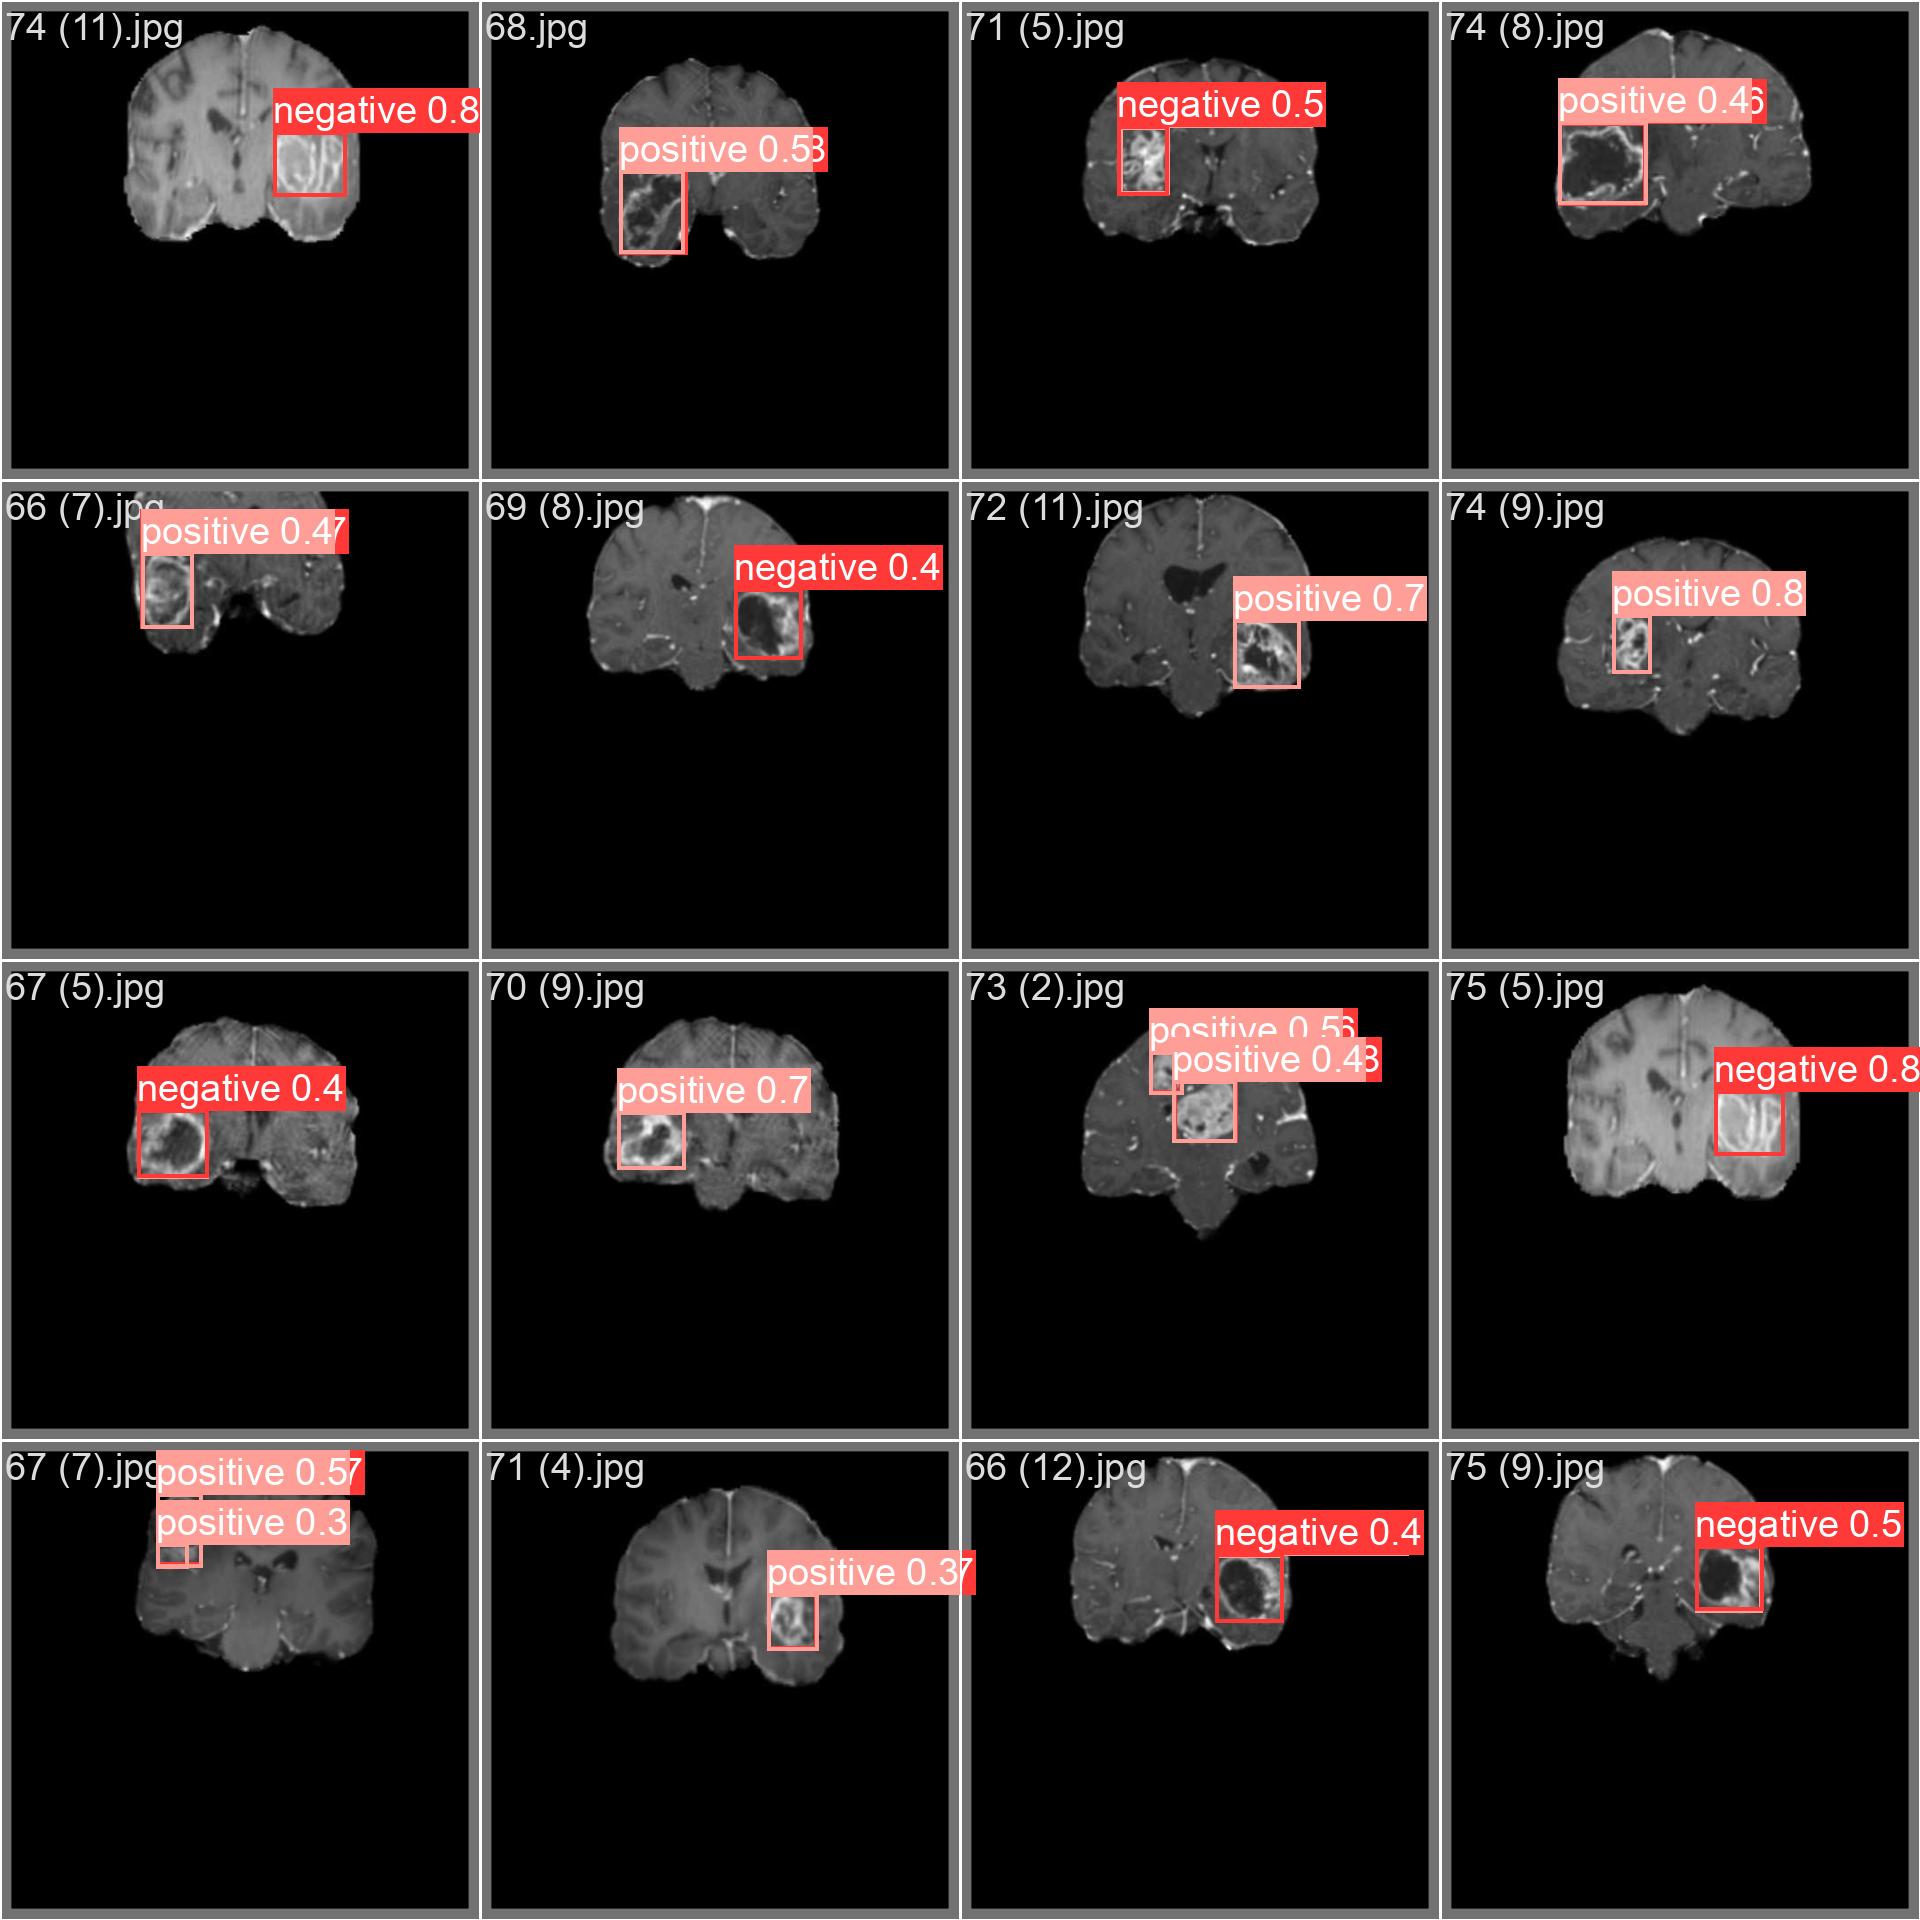 74 (11).jpg
negative 0.8
68.jpg
positive 0.5
71 (5).jpg
negative 0.5
74 (8).jpg
positive 0.4
66 (7).jpg
positive 0.4
69 (8).jpg
negative 0.4
72 (11).jpg
positive 0.7
74 (9).jpg
positive 0.8
67 (5).jpg
negative 0.4
70 (9).jpg
positive 0.7
73 (2).jpg
positive 0.5
positive 0.4
75 (5).jpg
negative 0.8
67 (7).jpg
positive 0.5
positive 0.3
71 (4).jpg
positive 0.3
66 (12).jpg
negative 0.4
75 (9).jpg
negative 0.5